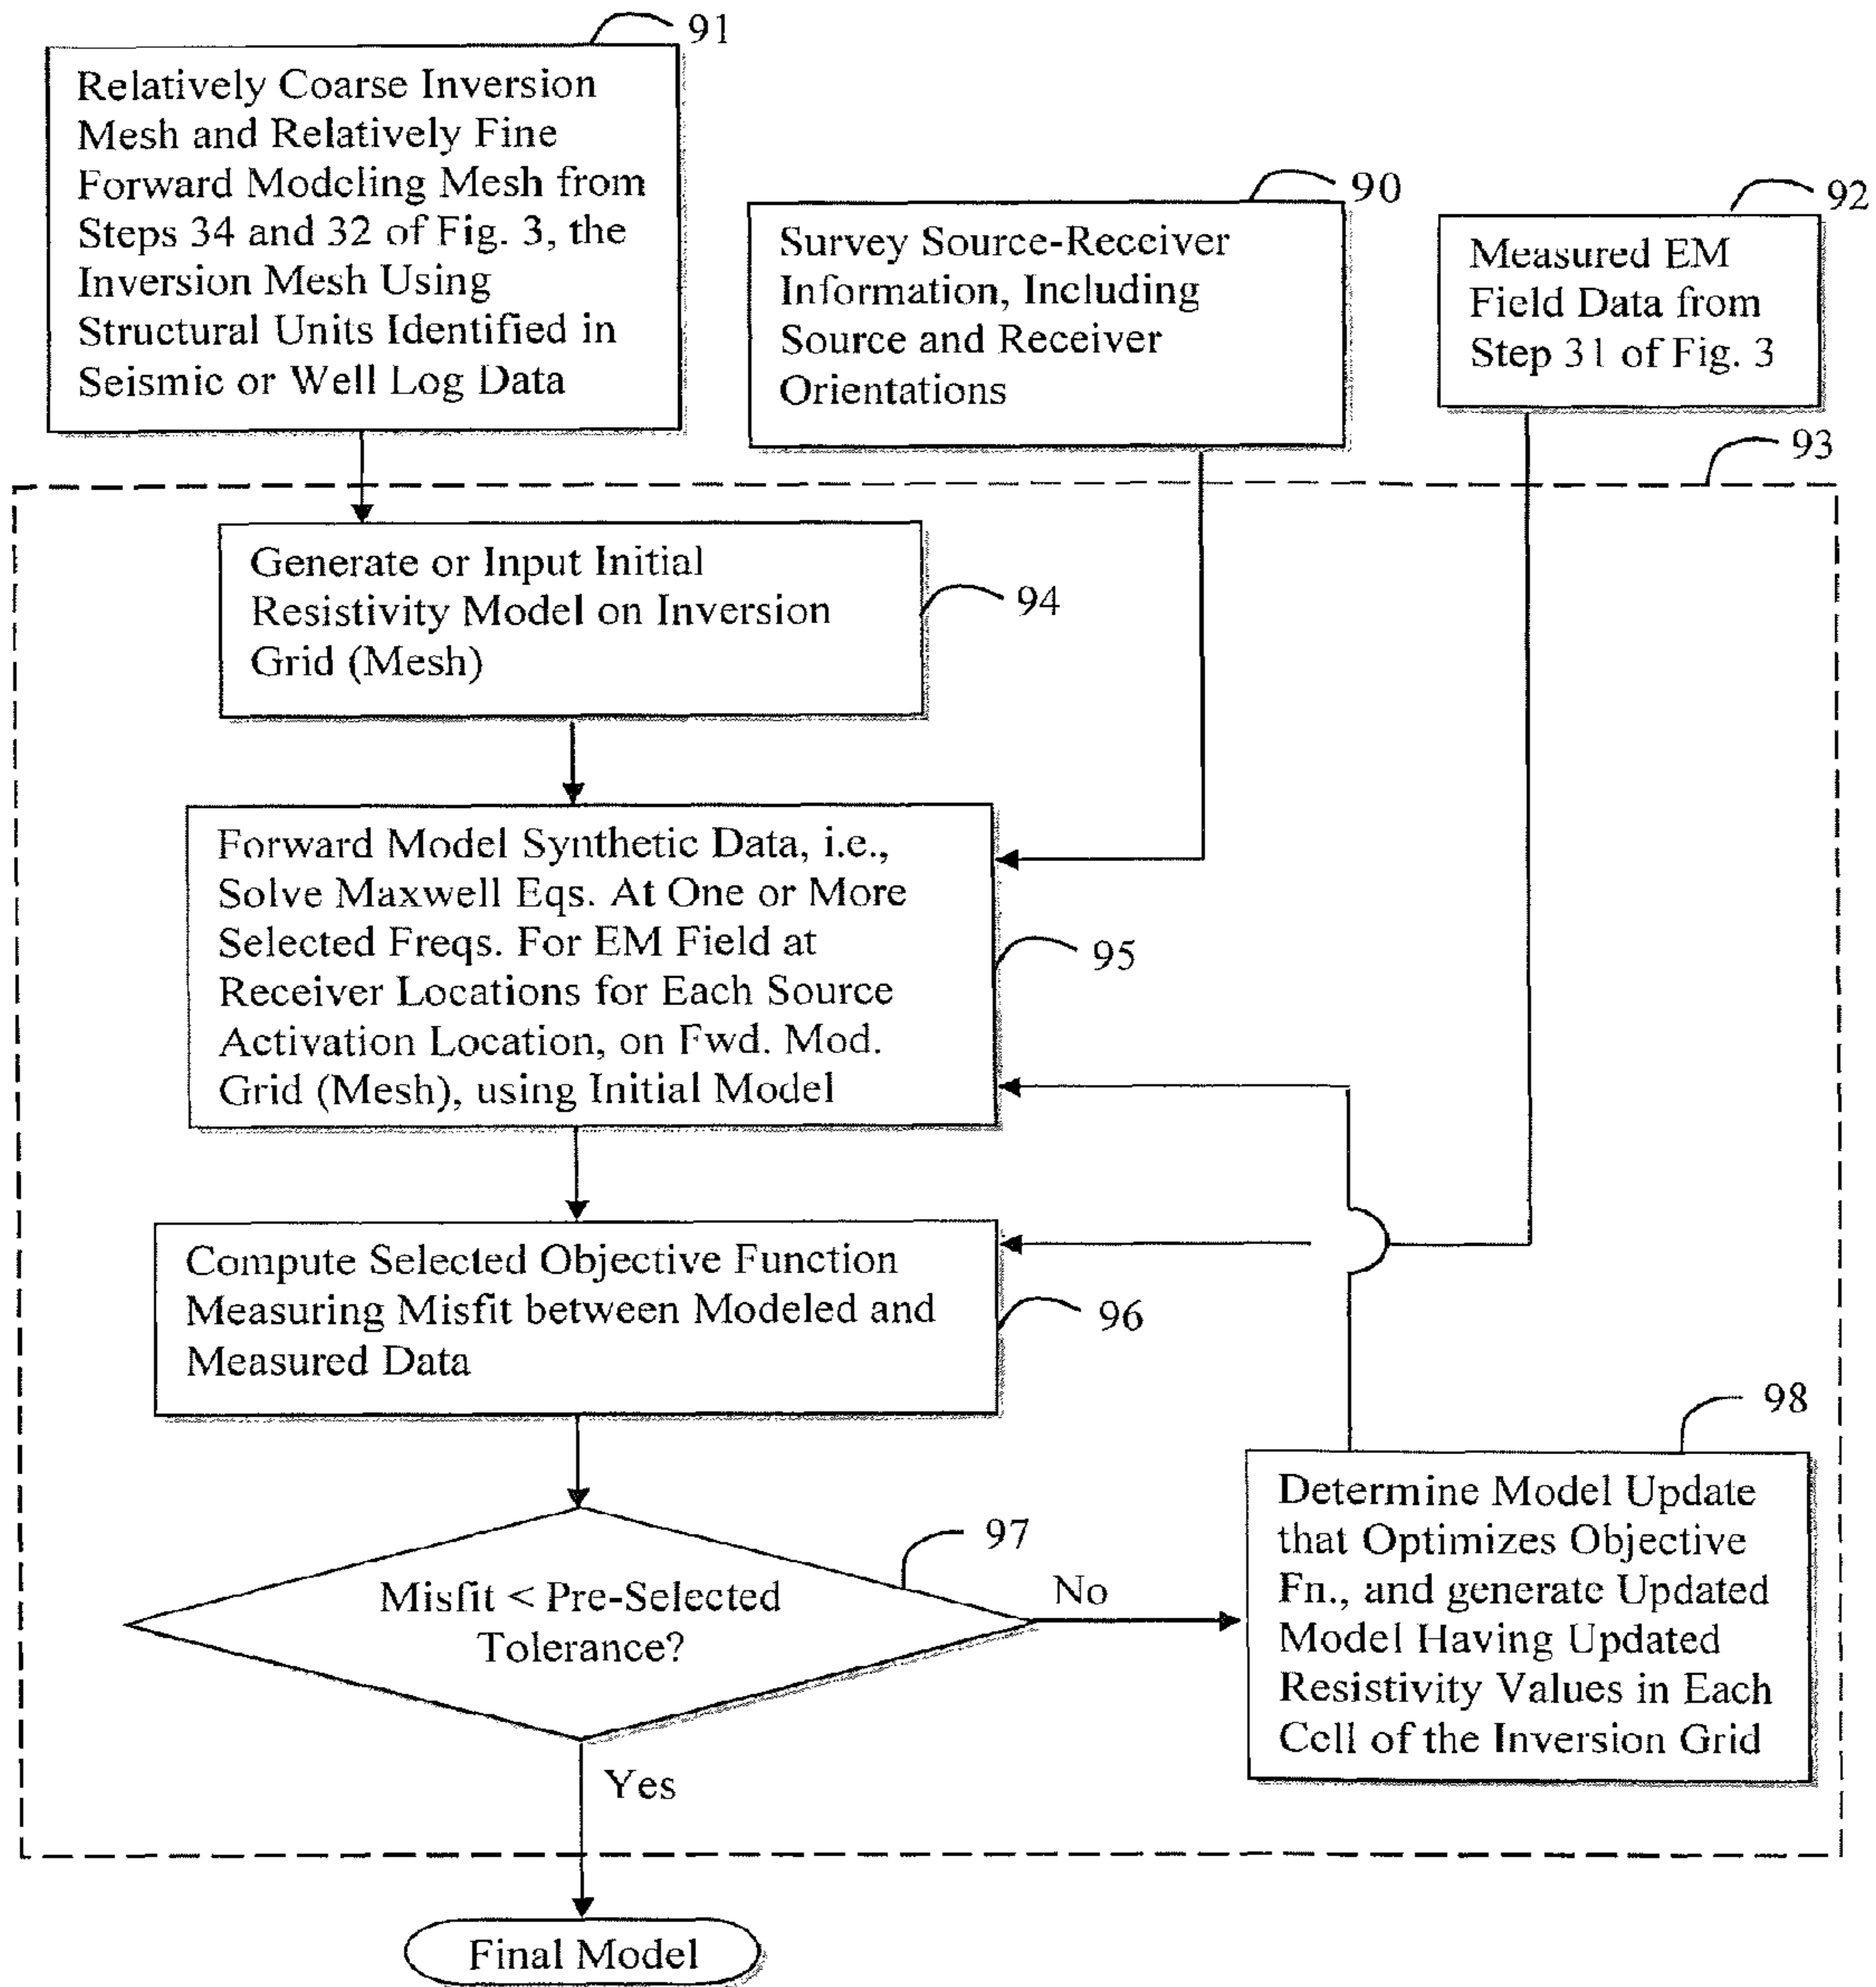 91
Relatively Coarse Inversion
Mesh and Relatively Fine
Forward Modeling Mesh from
Steps 34 and 32 of Fig. 3, the
Inversion Mesh Using
Structural Units Identified in
Seismic or Well Log Data
90
Survey Source-Receiver
Information, Including
Source and Receiver
Orientations
92
Measured EM
Field Data from
Step 31 of Fig. 3
93
Generate or Input Initial
Resistivity Model on Inversion
Grid (Mesh)
94
Forward Model Synthetic Data, i.e.,
Solve Maxwell Eqs. At One or More
Selected Freqs. For EM Field at
Receiver Locations for Each Source
Activation Location, on Fwd. Mod.
Grid (Mesh), using Initial Model
95
Compute Selected Objective Function
Measuring Misfit between Modeled and
Measured Data
96
Misfit < Pre-Selected
Tolerance?
97
No
Yes
98
Determine Model Update
that Optimizes Objective
Fn., and generate Updated
Model Having Updated
Resistivity Values in Each
Cell of the Inversion Grid
Final Model